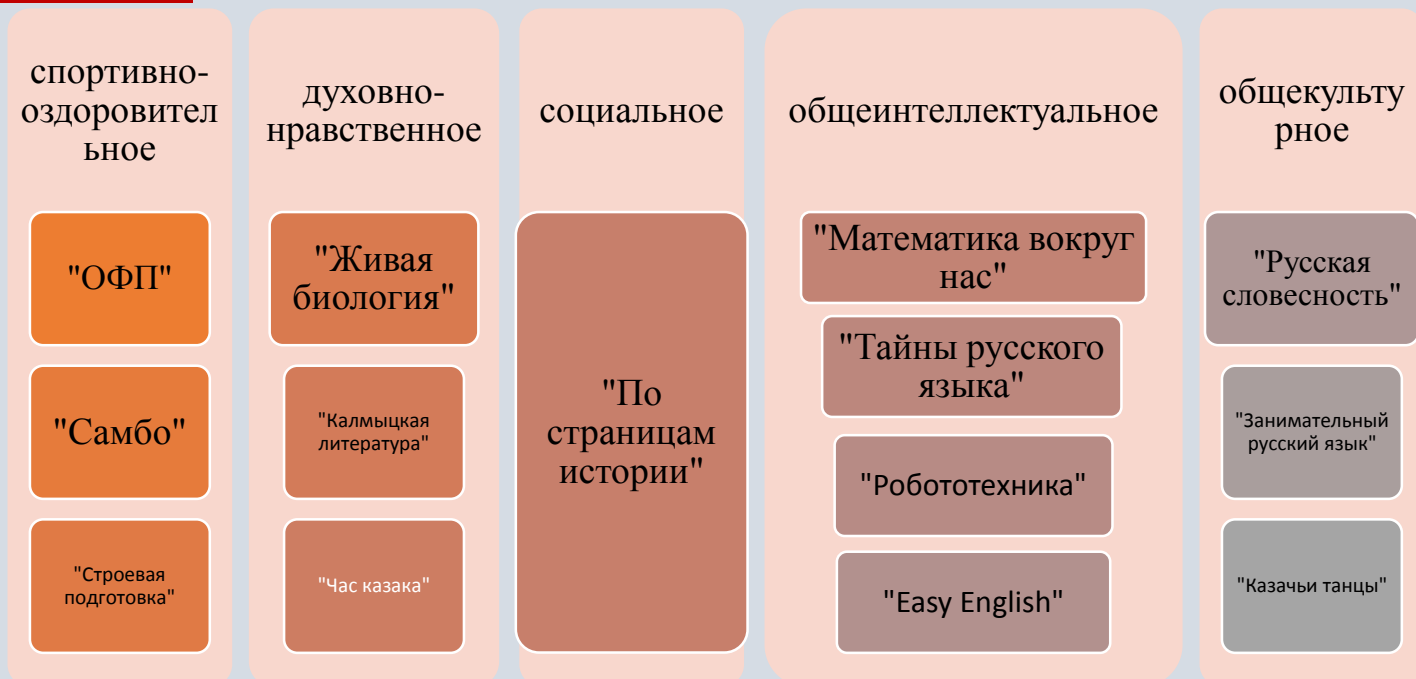 спортивно-
оздоровител
ьное
"ОФП"
"Самбо"
"Строевая
подготовка"
духовно-
нравственное
"Живая
биология"
"Калмыцкая
литература"
"Час казака"
социальное
"По
страницам
истории"
общеинтеллектуальное
"Математика вокруг
нас"
"Тайны русского
языка"
"Робототехника"
"Easy English"
общекульту
рное
"Русская
словесность"
"Занимательный
русский язык"
"Казачьи танцы"